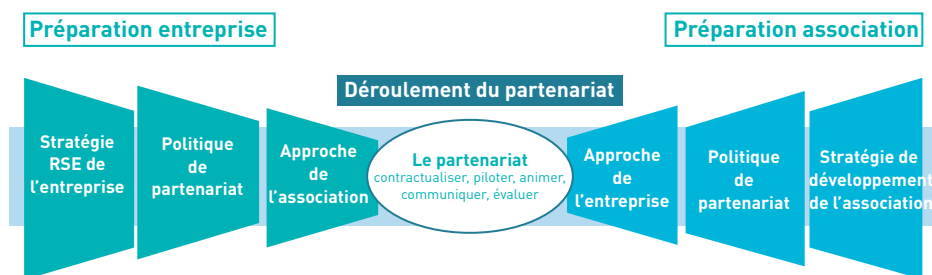 Préparation entreprise
Préparation association
Déroulement du partenariat
Stratégie
RSE de
l'entreprise
Politique
de
partenariat
Approche
de
l'association
Le partenariat
contractualiser, piloter, animer,
communiquer, évaluer
Approche
de
l'entreprise
Politique
de
partenariat
Stratégie de
développement
de l'association